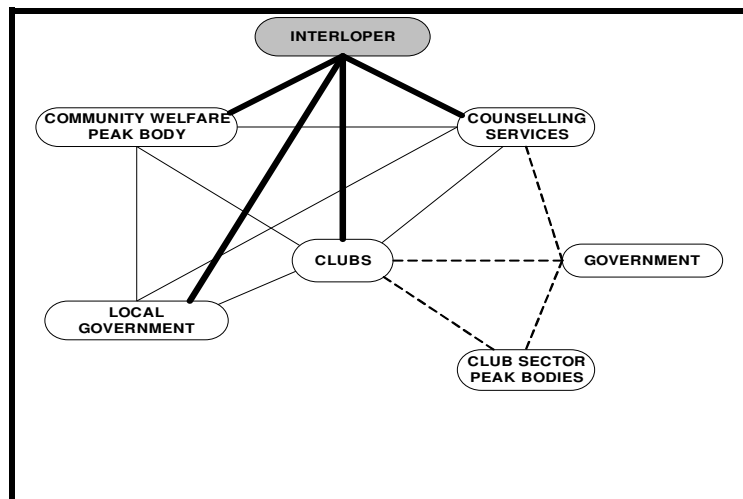 INTERLOPER
COMMUNITY WELFARE
PEAK BODY
COUNSELLING
SERVICES
CLUBS
GOVERNMENT
LOCAL
GOVERNMENT
CLUB SECTOR
PEAK BODIES